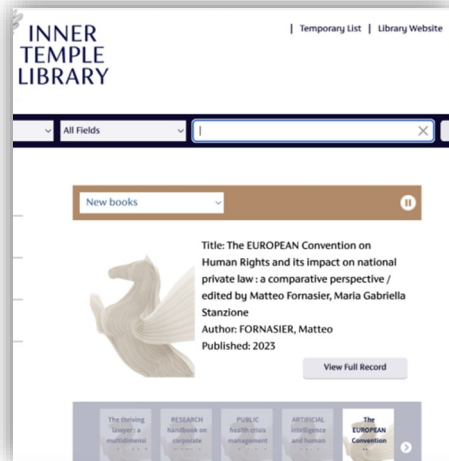 INNER
TEMPLE
LIBRARY
| Temporary List | Library Website
All Fields
New books
Title: The EUROPEAN Convention on
Human Rights and its impact on national
private law : a comparative perspective /
edited by Matteo Fornasier, Maria Gabriella
Stanzione
Author: FORNASIER, Matteo
Published: 2023
View Full Record
The thriving
lawyer : a
multidimensi
RESEARCH
handbook on
corporate
PUBLIC
health crisis
management
ARTIFICIAL
intelligence
and human
The
EUROPEAN
Convention